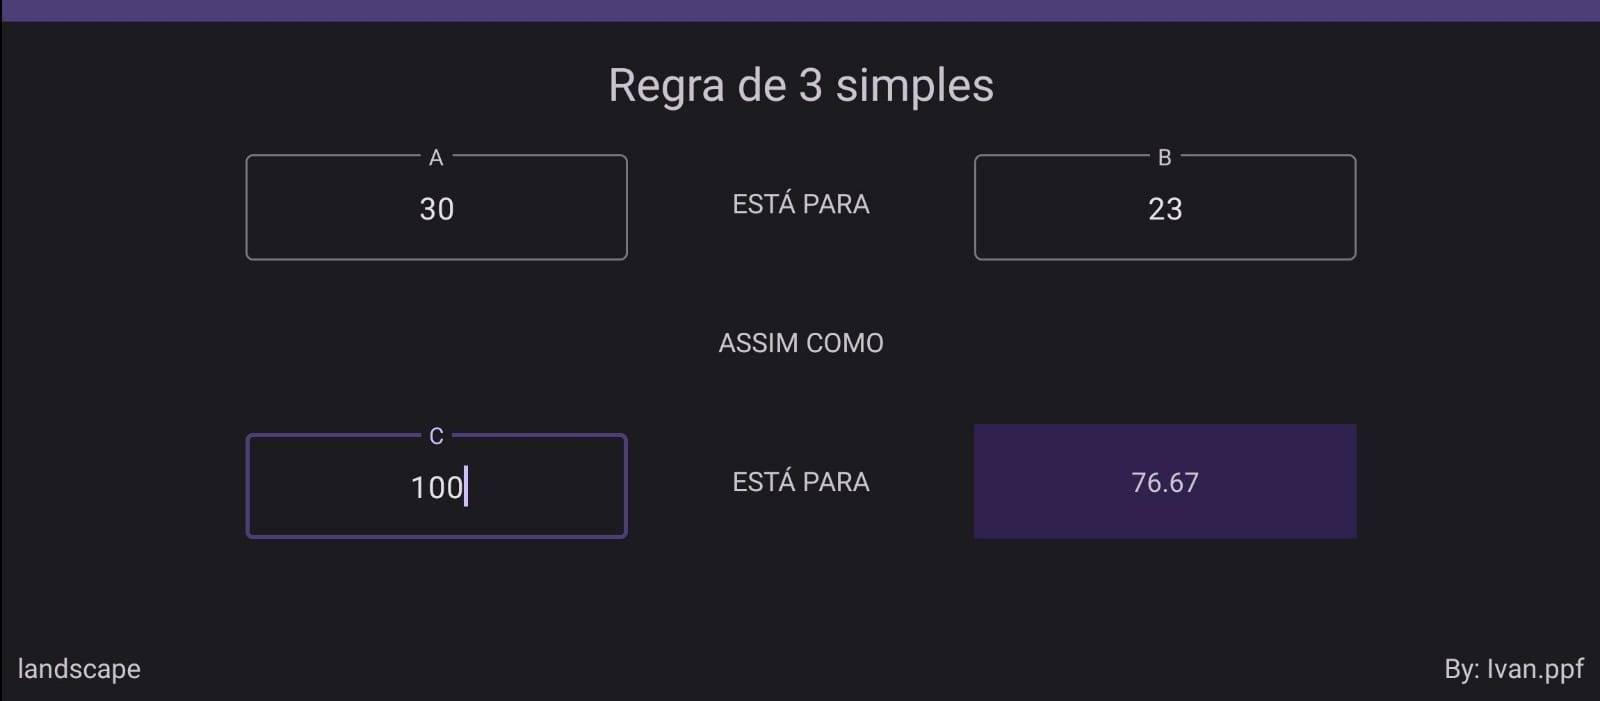 Regra de 3 simples
A
30
ESTÁ PARA
B
23
ASSIM COMO
C
100
ESTÁ PARA
76.67
landscape
By: Ivan.ppf